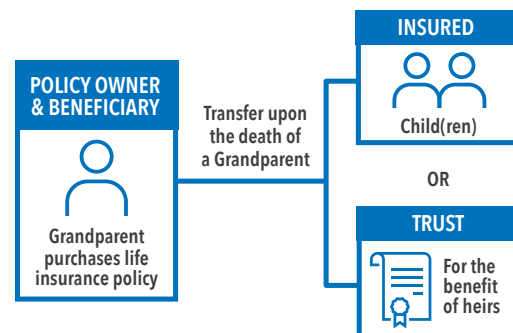 POLICY OWNER
& BENEFICIARY
Grandparent
purchases life
insurance policy
Transfer upon
the death of
a Grandparent
INSURED
Child(ren)
OR
TRUST
For the
benefit
of heirs